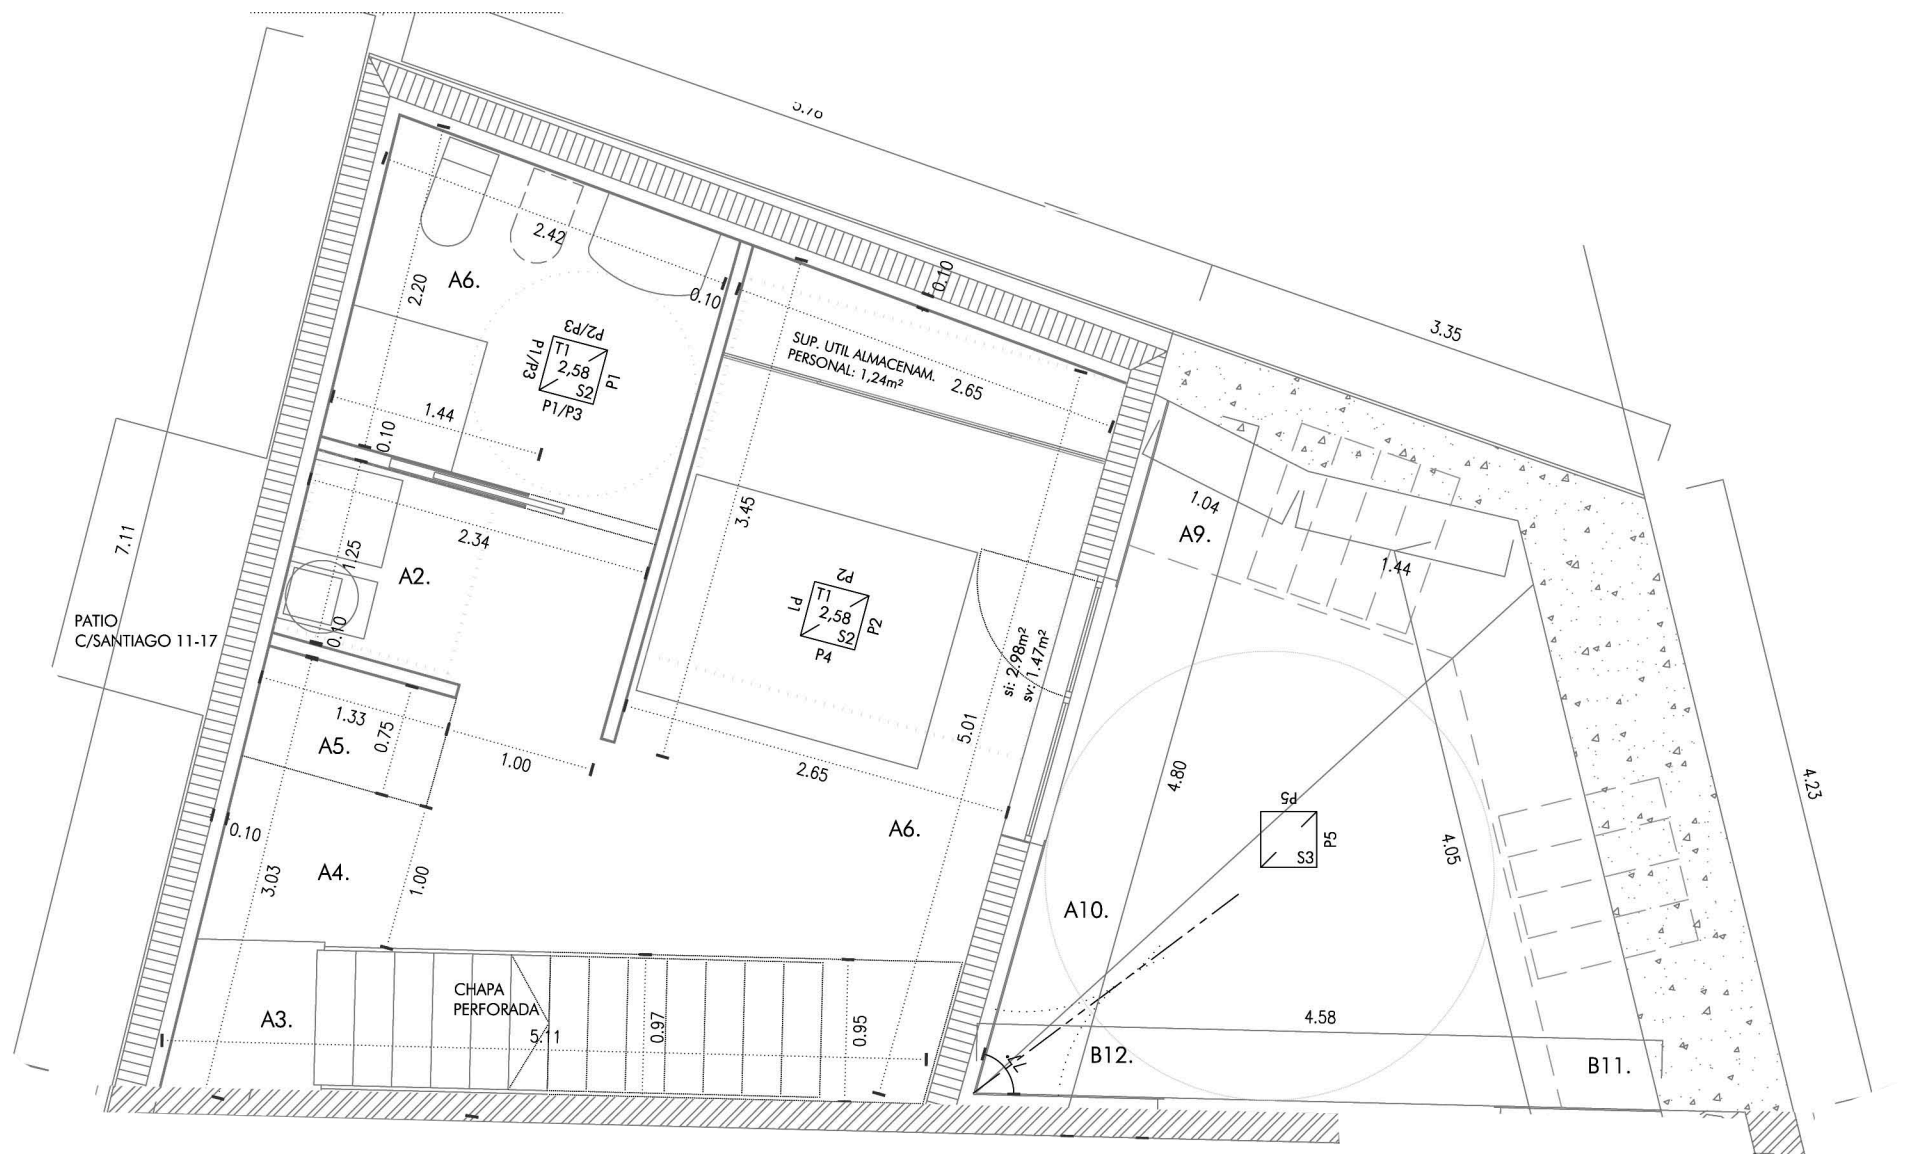 5.76
3.35
2.42
2.20
A6.
0.10
0.10
P2/P3
P1/P3
T1
2,58
S2
P1
P1/P3
SUP. UTIL ALMACENAM.
PERSONAL: 1,24m²
2.65
1.44
0.10
3.45
1.04
A9.
1.44
7.11
2.34
1.25
A2.
PATIO
C/SANTIAGO 11-17
0.10
P2
P1
T1
2,58
S2
P2
P4
si: 2.98m²
sv: 1.47m²
1.33
0.75
A5.
1.00
5.01
2.65
4.80
4.23
P5
S3
P5
4.05
0.10
A6.
A4.
3.03
1.00
A10.
CHAPA
PERFORADA
A3.
5.11
0.97
0.95
4.58
B12.
B11.